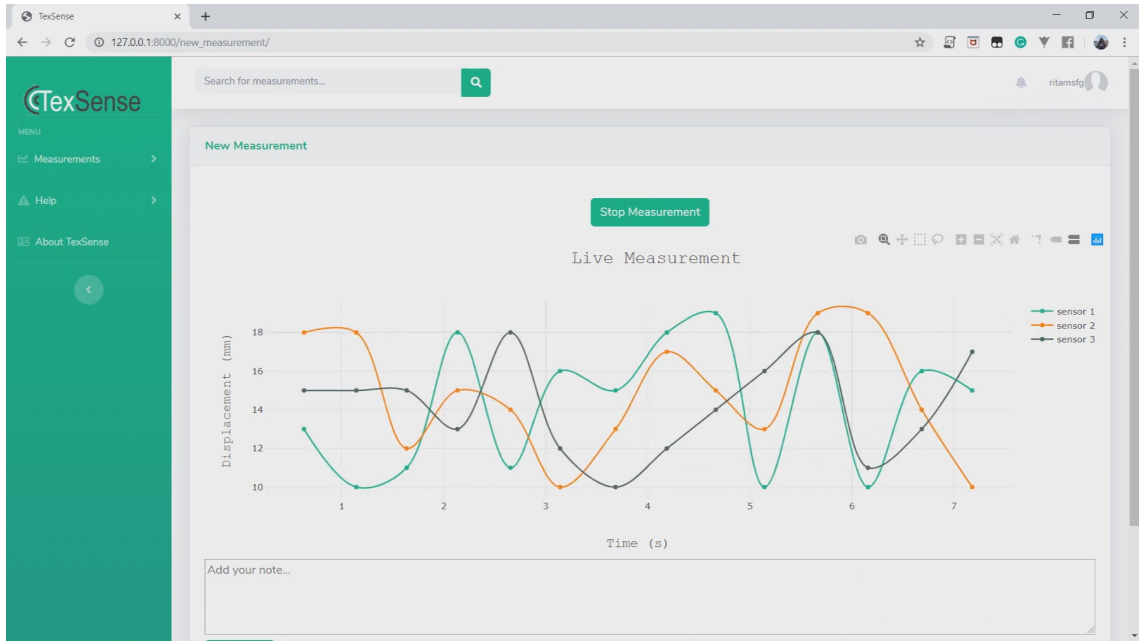 TexSense
127.0.0.1:8000/new_measurement/
TexSense
Search for measurements...
ritamsfg
MENU
Measurements
Help
About TexSense
New Measurement
Stop Measurement
Live Measurement
sensor 1
sensor 2
sensor 3
Displacement (mm)
18
16
14
12
10
1 2 3 4 5 6 7
Time (s)
Add your note...